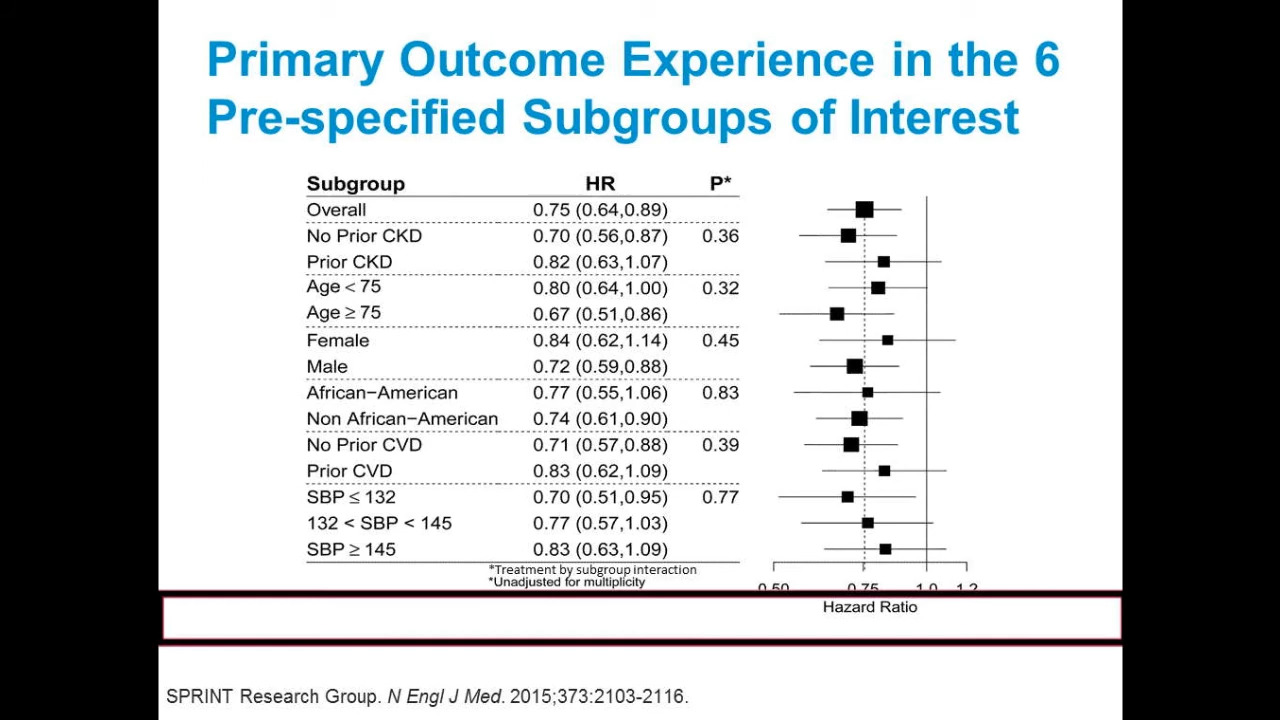 Primary Outcome Experience in the 6
Pre-specified Subgroups of Interest
Subgroup HR P*
Overall 0.75 (0.64,0.89)
No Prior CKD 0.70 (0.56,0.87) 0.36
Prior CKD 0.82 (0.63,1.07)
Age < 75 0.80 (0.64,1.00) 0.32
Age ≥ 75 0.67 (0.51,0.86)
Female 0.84 (0.62,1.14) 0.45
Male 0.72 (0.59,0.88)
African−American 0.77 (0.55,1.06) 0.83
Non African−American 0.74 (0.61,0.90)
No Prior CVD 0.71 (0.57,0.88) 0.39
Prior CVD 0.83 (0.62,1.09)
SBP ≤ 132 0.70 (0.51,0.95) 0.77
132 < SBP < 145 0.77 (0.57,1.03)
SBP ≥ 145 0.83 (0.63,1.09)
*Treatment by subgroup interaction
*Unadjusted for multiplicity
0.50 0.75 1.0 1.2
Hazard Ratio
SPRINT Research Group. N Engl J Med. 2015;373:2103-2116.